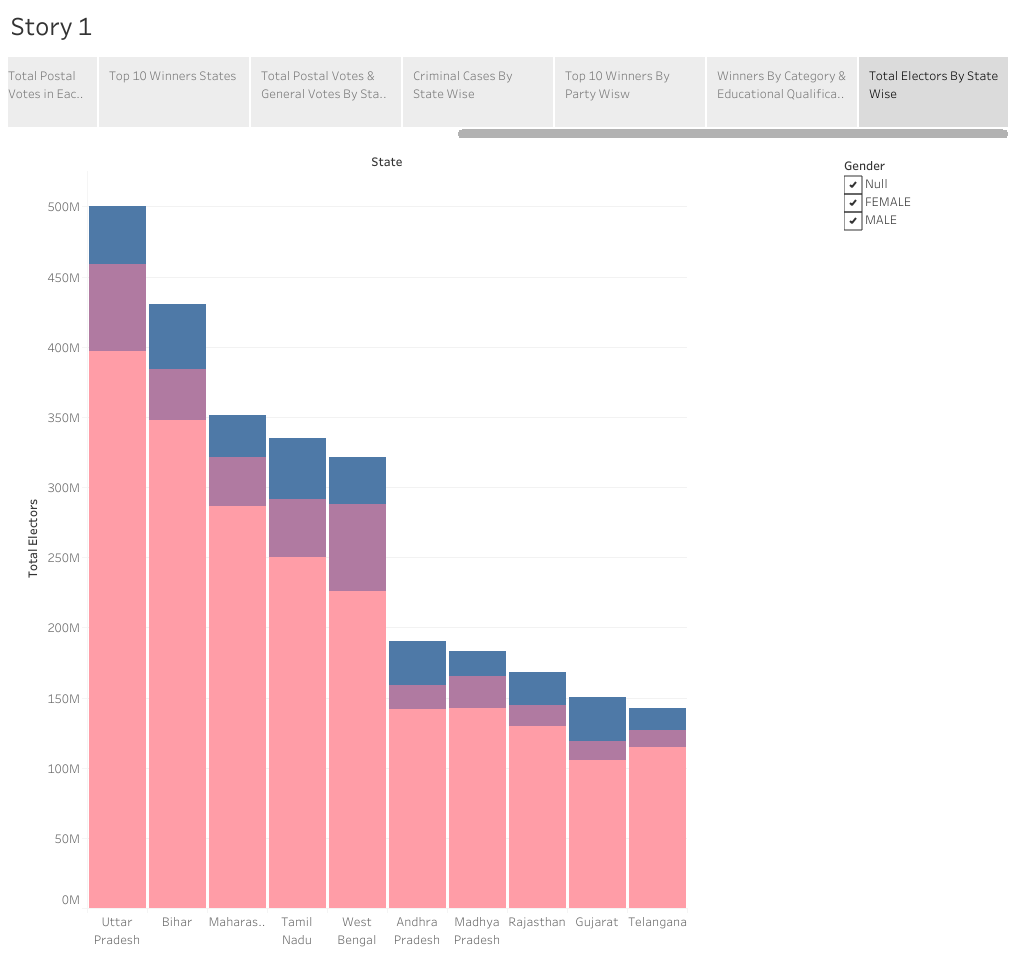 Story 1
Total Postal
Votes in Eac..
Top 10 Winners States
Total Postal Votes &
General Votes By Sta..
Criminal Cases By
State Wise
Top 10 Winners By
Party Wisw
Winners By Category &
Educational Qualifica..
Total Electors By State
Wise
State
Gender
Null
FEMALE
MALE
Total Electors
500M
450M
400M
350M
300M
250M
200M
150M
100M
50M
0M
Uttar
Pradesh
Bihar
Maharas..
Tamil
Nadu
West
Bengal
Andhra
Pradesh
Madhya
Pradesh
Rajasthan
Gujarat
Telangana